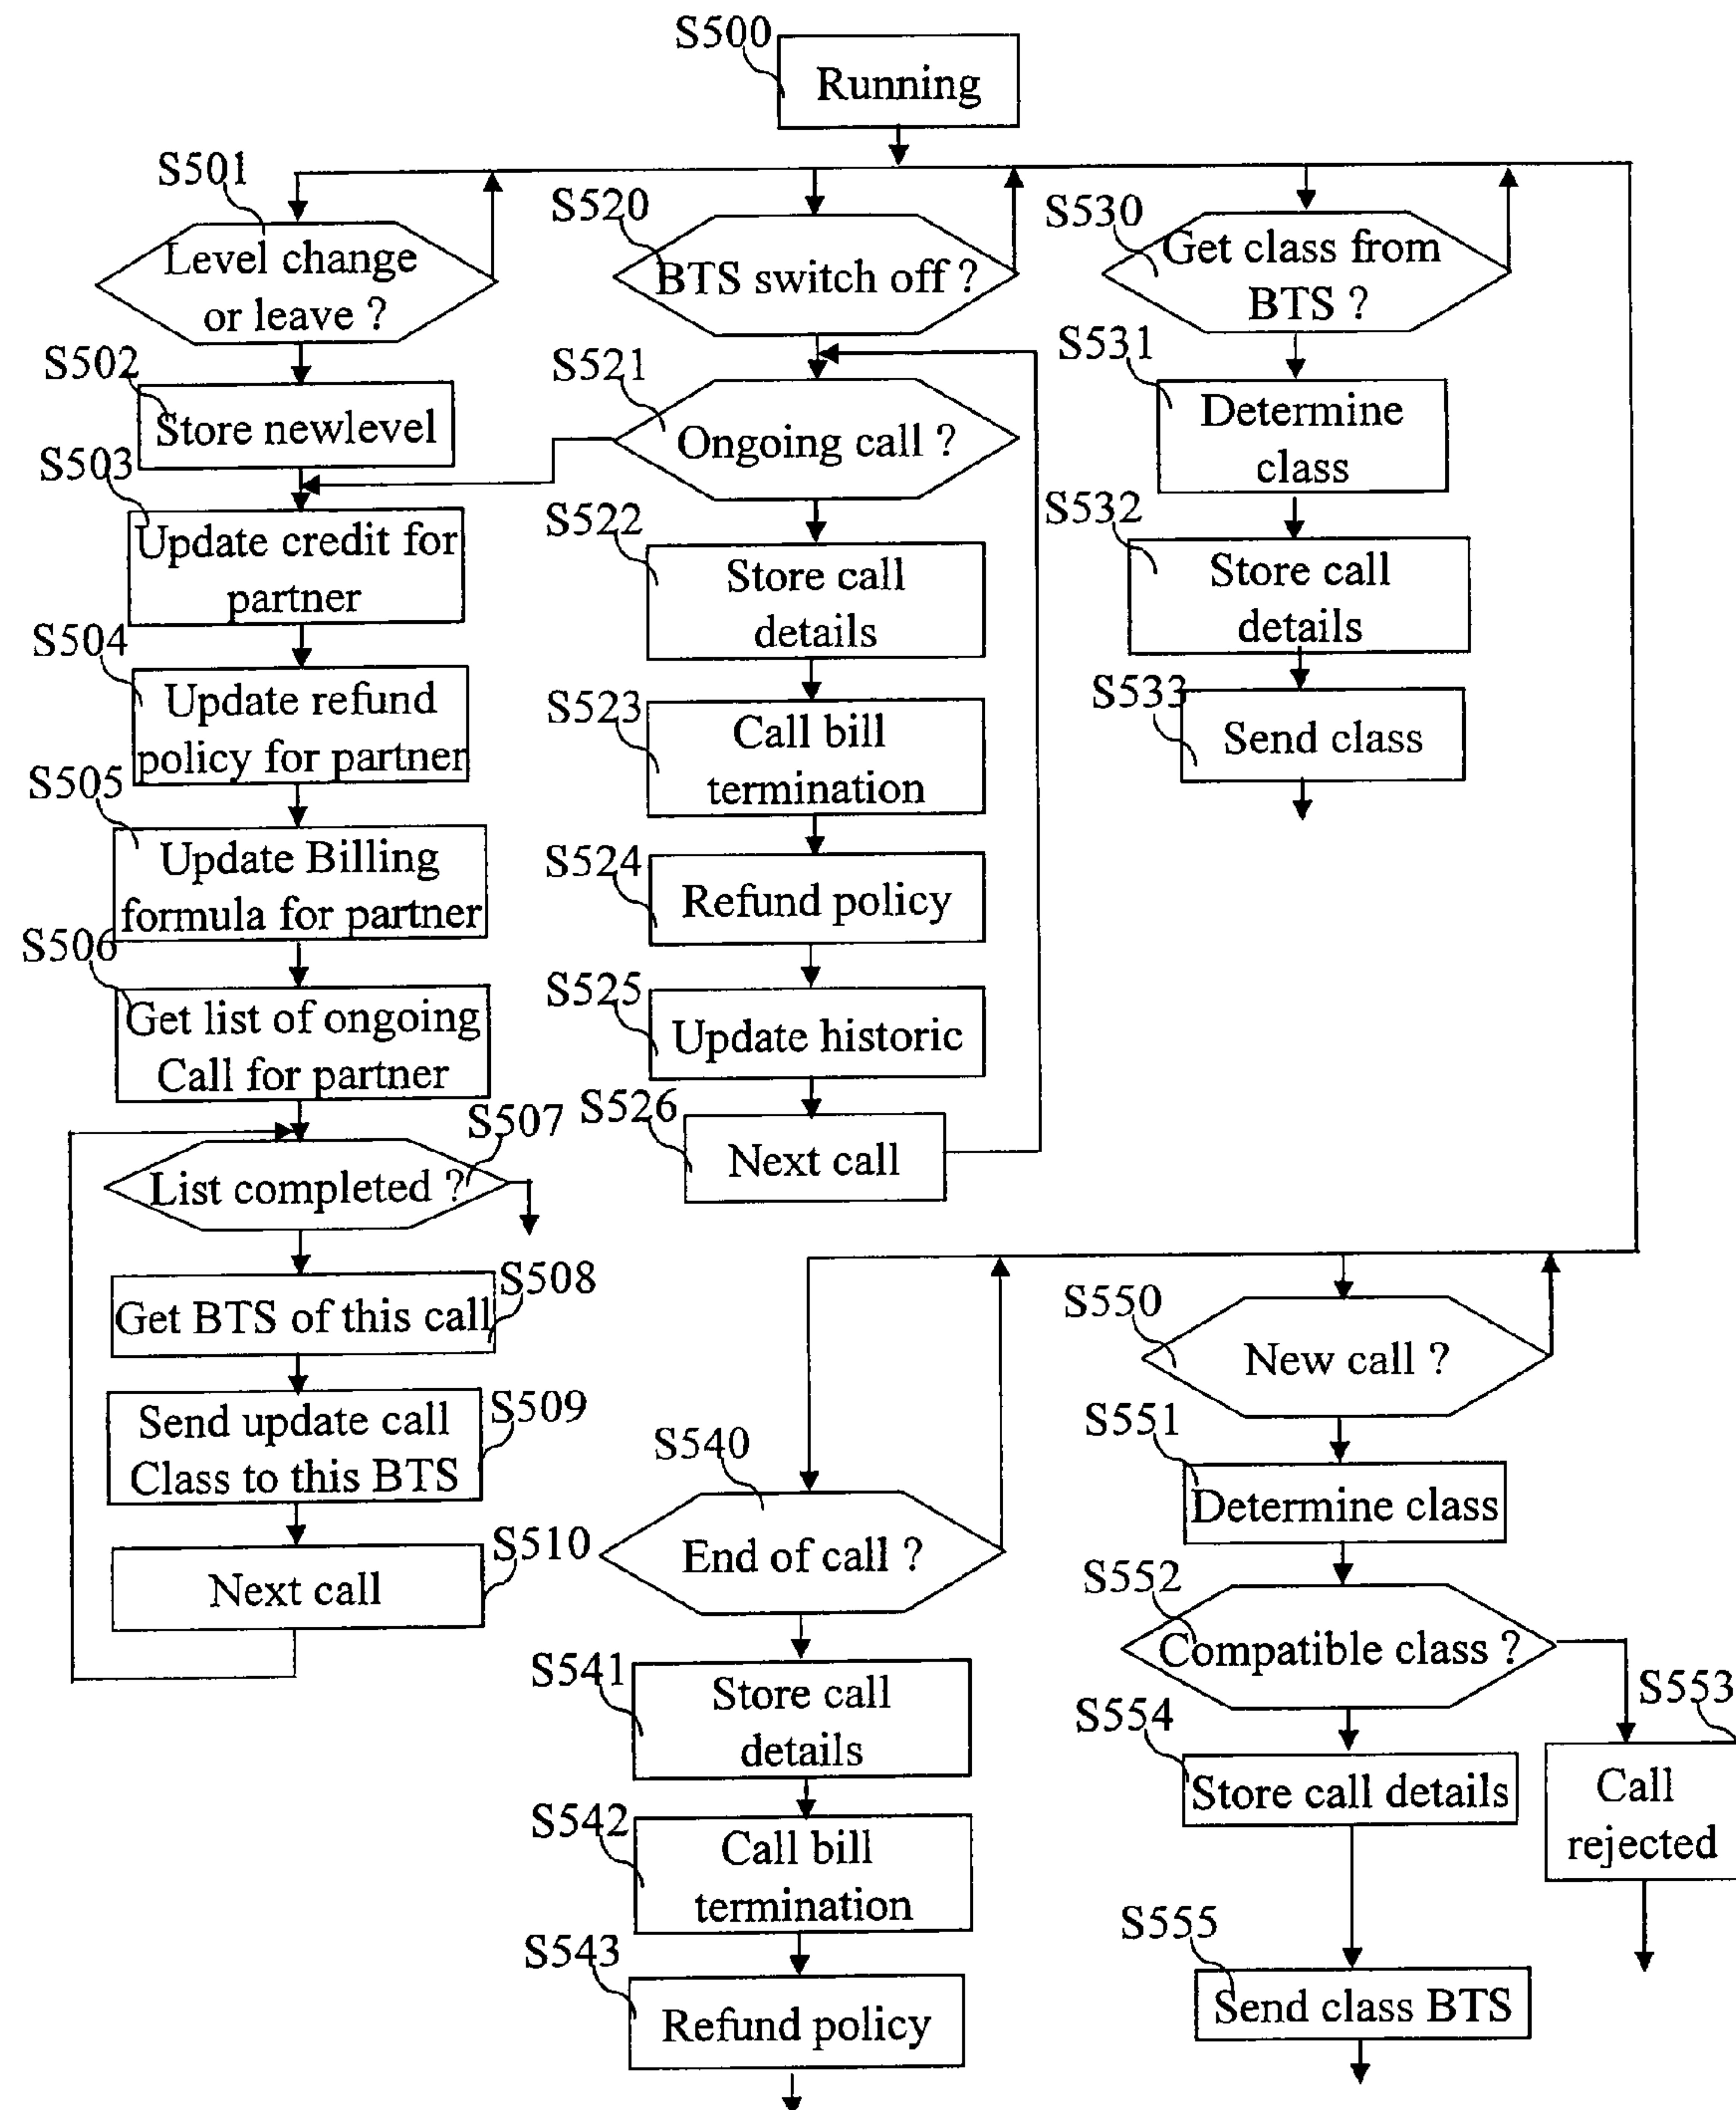 S500
Running
S501
Level change
or leave ?
S502
Store newlevel
S503
Update credit for
partner
S504
Update refund
policy for partner
S505
Update Billing
formula for partner
S506
Get list of ongoing
Call for partner
S507
List completed ?
S508
Get BTS of this call
S509
Send update call
Class to this BTS
S510
Next call
S520
BTS switch off ?
S521
Ongoing call ?
S522
Store call
details
S523
Call bill
termination
S524
Refund policy
S525
Update historic
S526
Next call
S530
Get class from
BTS ?
S531
Determine
class
S532
Store call
details
S533
Send class
S540
End of call ?
S541
Store call
details
S542
Call bill
termination
S543
Refund policy
S550
New call ?
S551
Determine class
S552
Compatible class ?
S553
Call
rejected
S554
Store call details
S555
Send class BTS